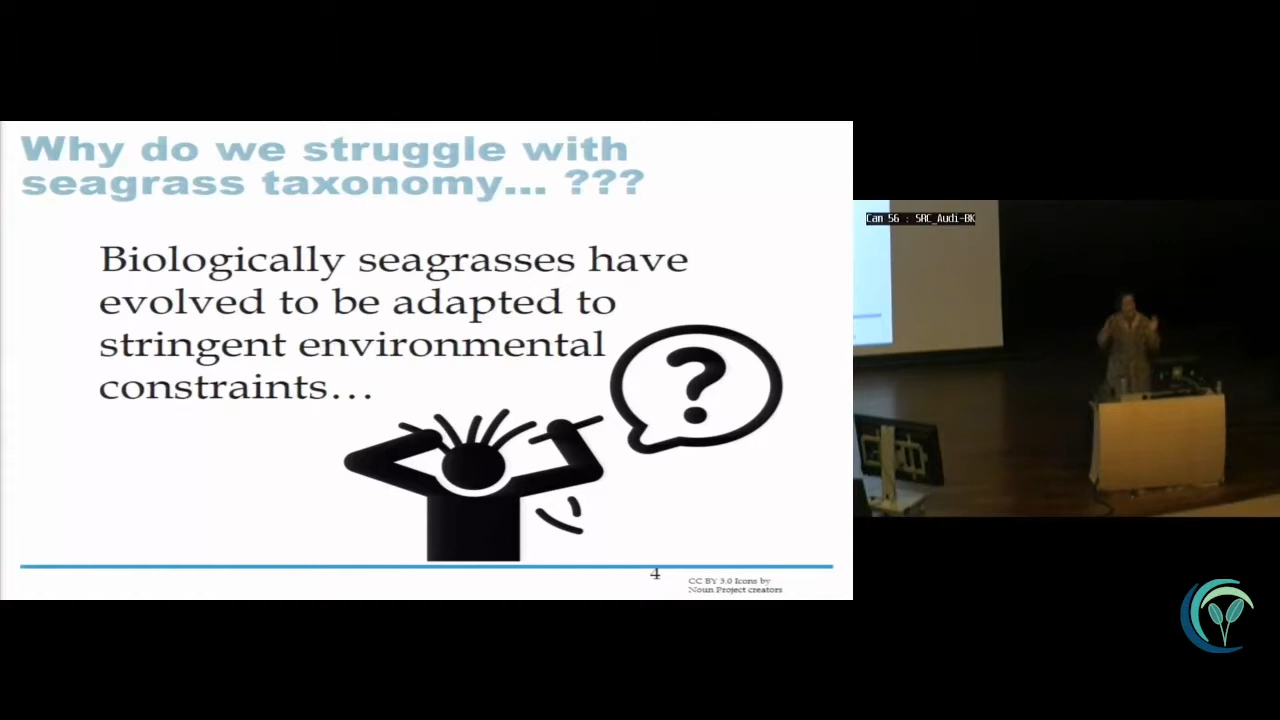 Why do we struggle with
seagrass taxonomy... ???
Biologically seagrasses have
evolved to be adapted to
stringent environmental
constraints…
?
4
CC BY 3.0 Icons by
Noun Project creators
Cam 56 : SRC_Audi-BK